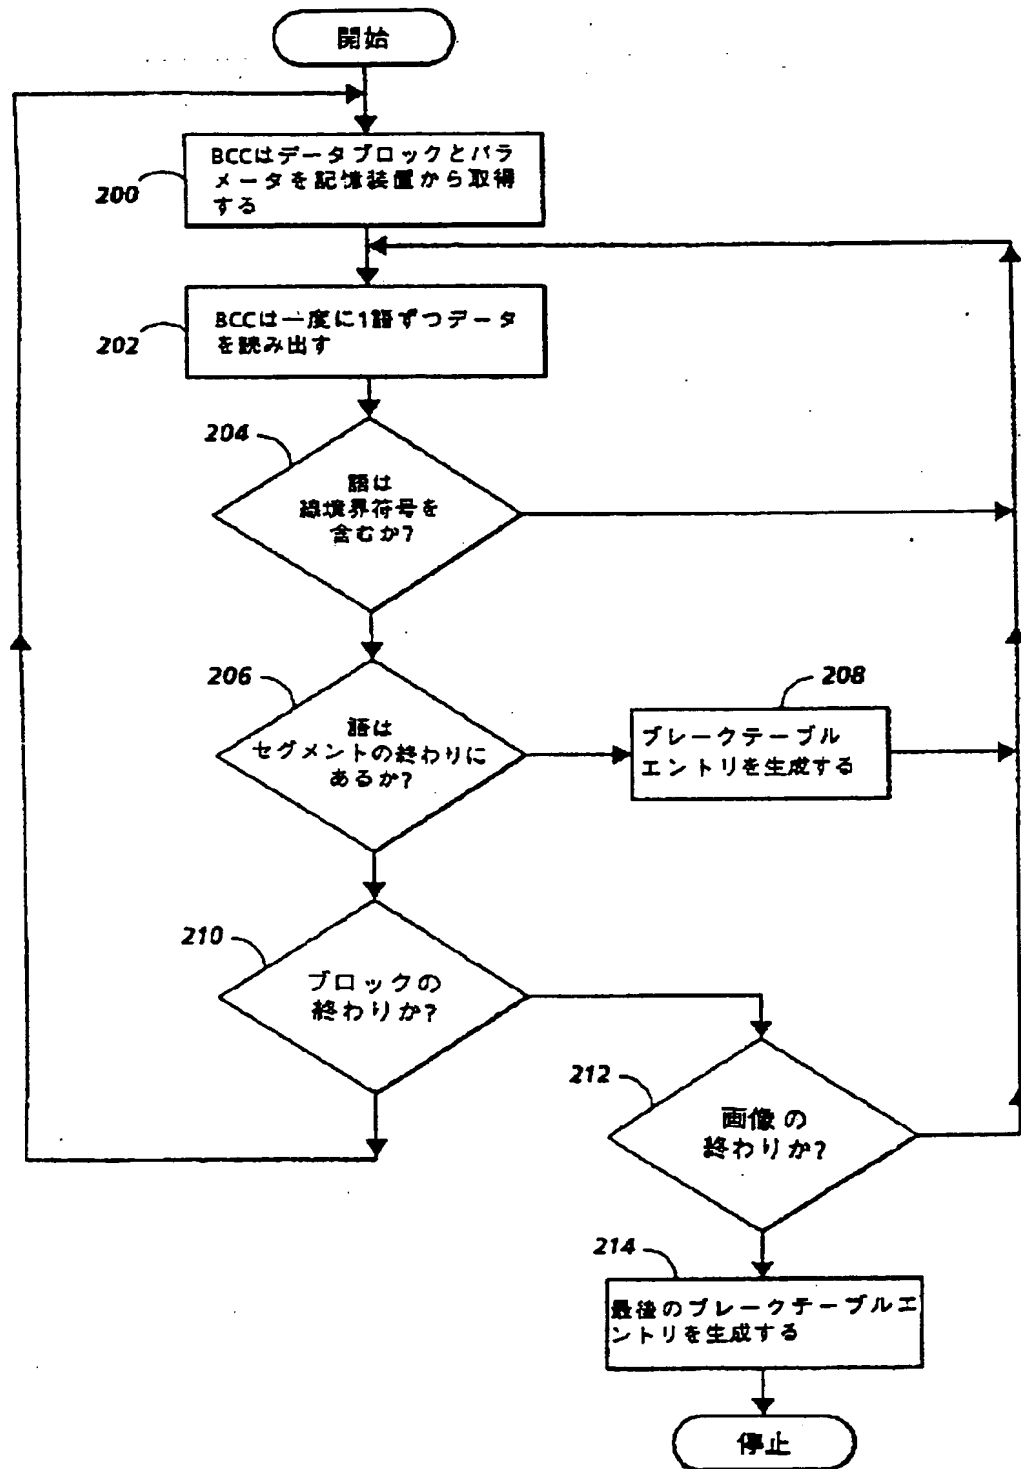 開始
BCCはデータブロックとパラ
メータを記憶装置から取得
する
200
BCCは一度に1語ずつデータ
を読み出す
202
204
語は
線境界符号を
含むか?
206
語は
セグメントの終わりに
あるか?
208
ブレークテーブル
エントリを生成する
210
ブロックの
終わりか?
212
画像の
終わりか?
214
最後のブレークテーブルエ
ントリを生成する
停止